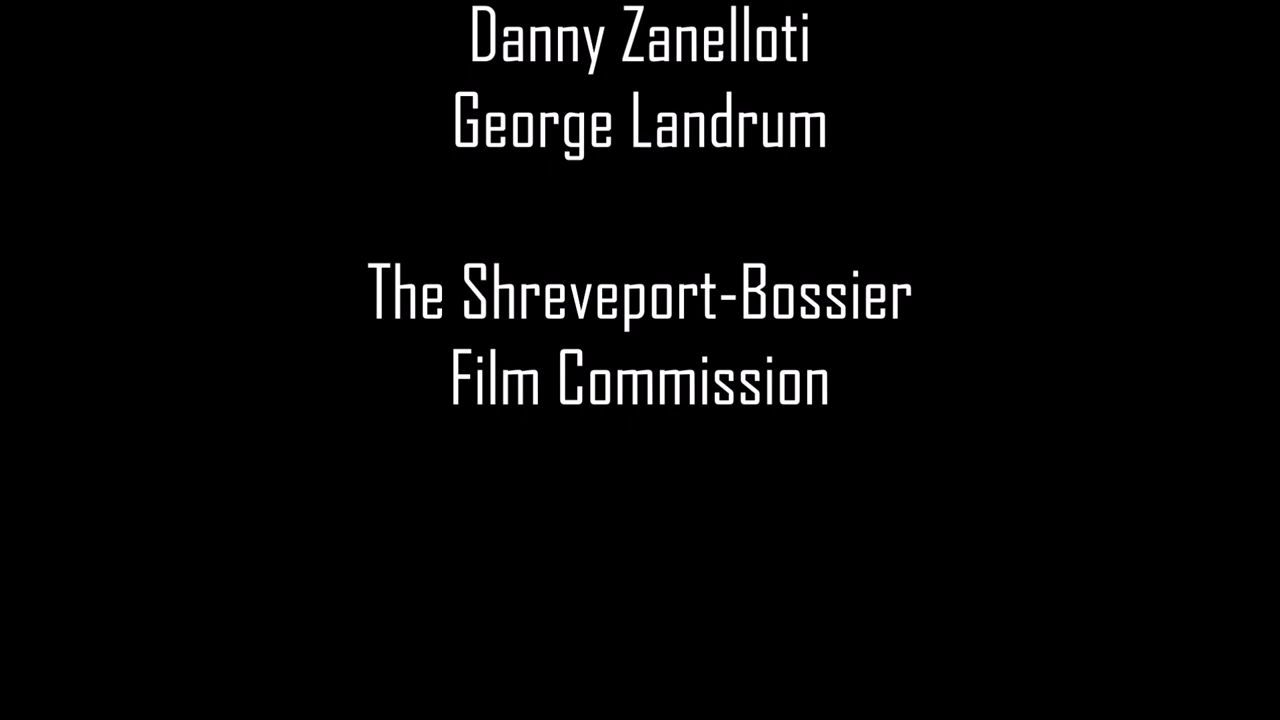 Danny Zanelloti
George Landrum
The Shreveport-Bossier
Film Commission